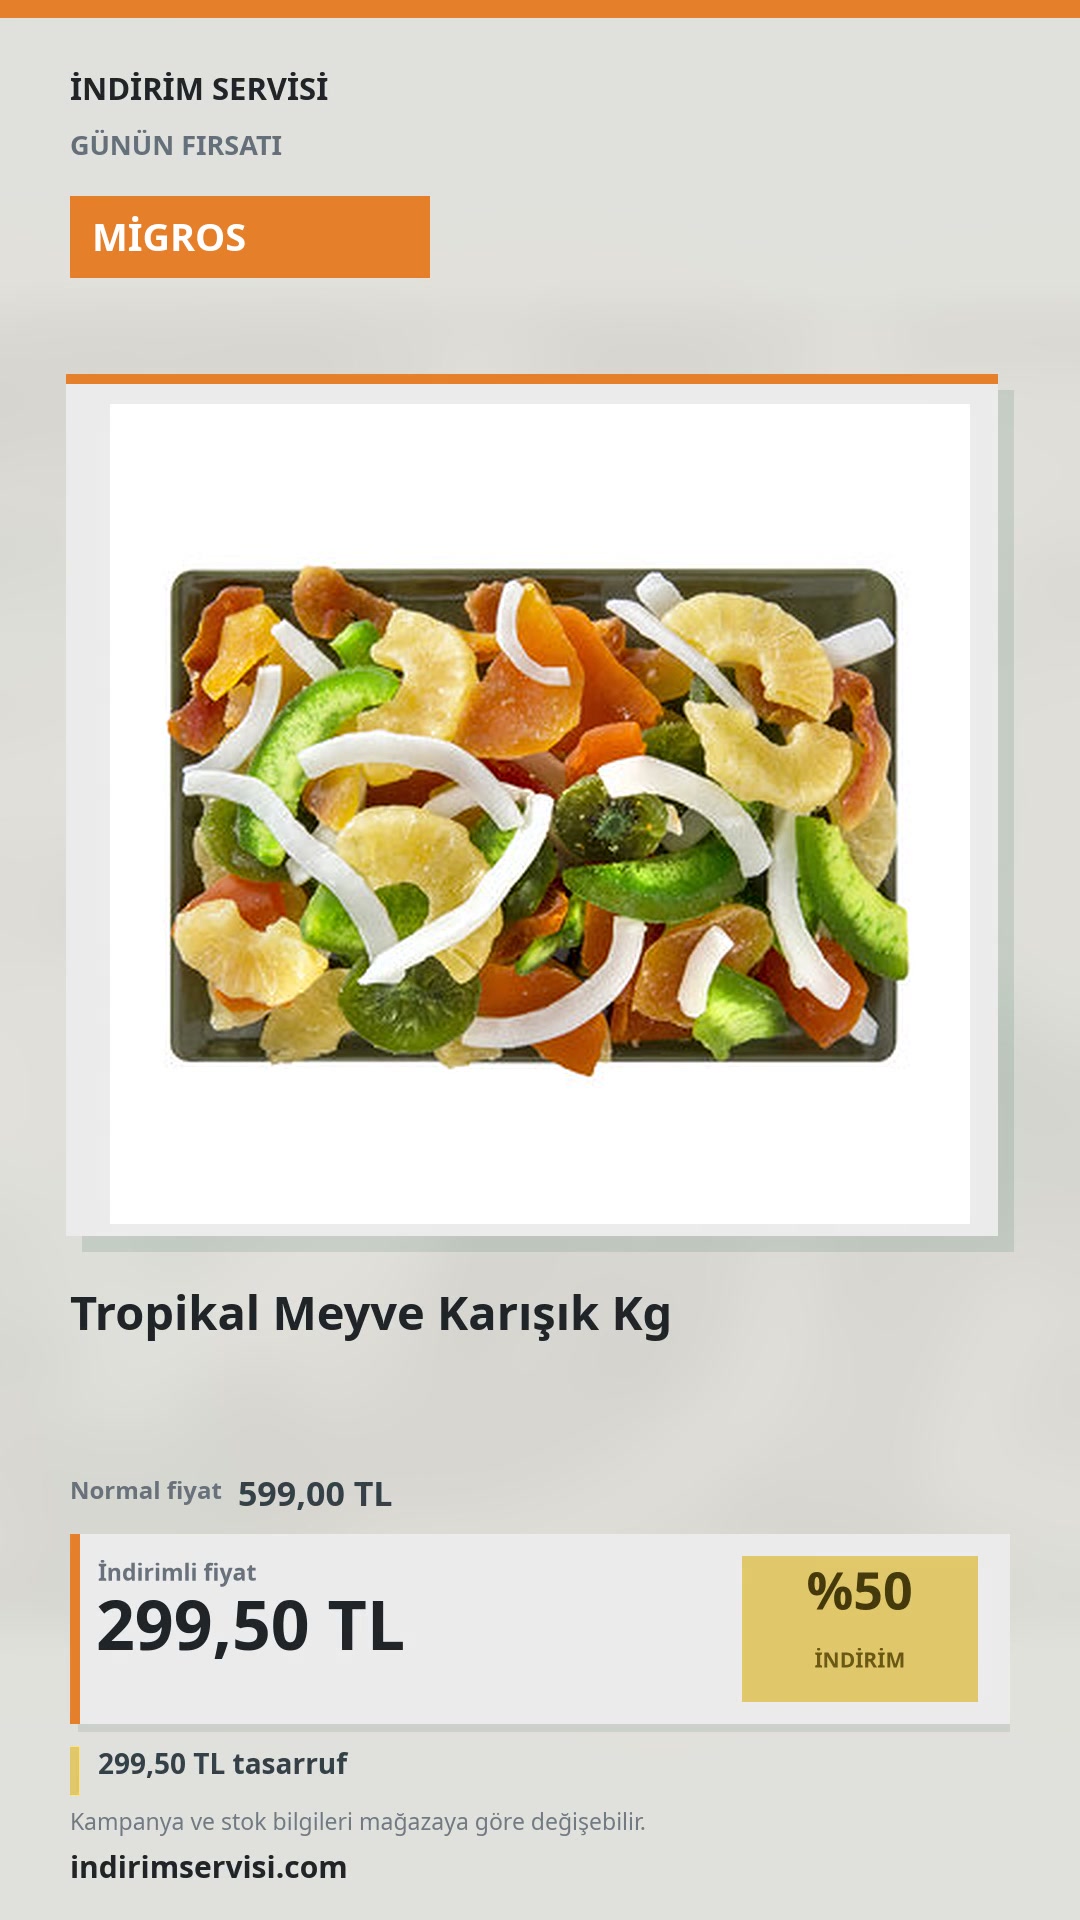 İNDİRİM SERVİSİ
GÜNÜN FIRSATI
MİGROS
Tropikal Meyve Karışık Kg
Normal fiyat 599,00 TL
İndirimli fiyat
299,50 TL
%50
İNDİRİM
299,50 TL tasarruf
Kampanya ve stok bilgileri mağazaya göre değişebilir.
indirimservisi.com